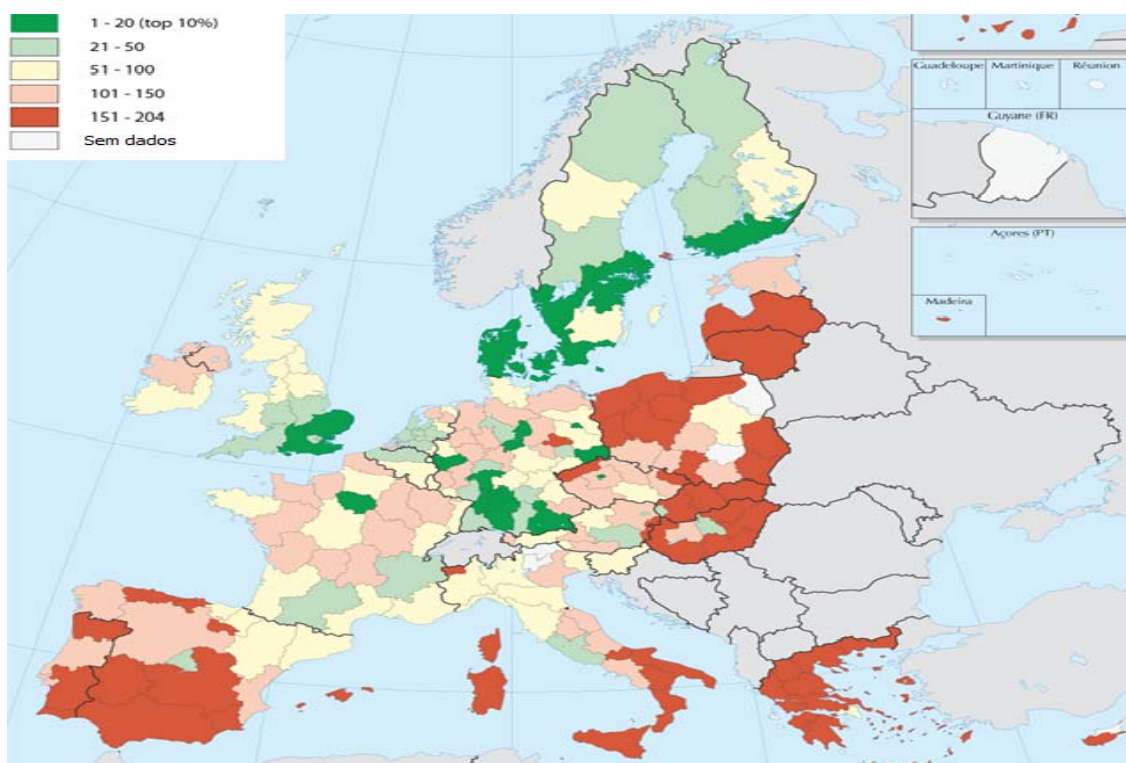 1 - 20 (top 10%)
21 - 50
51 - 100
101 - 150
151 - 204
Sem dados
Guadeloupe
Martinique
Réunion
Guyane (FR)
Açores (PT)
Madeira